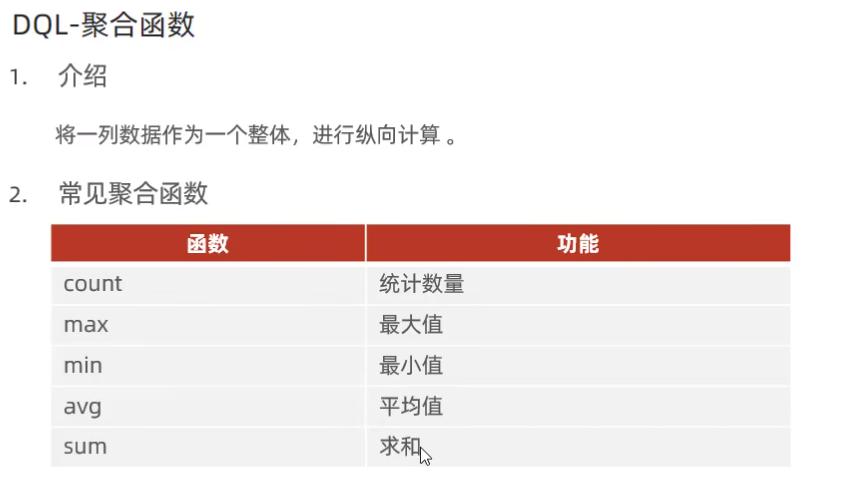 DQL-聚合函数
1. 介绍
将一列数据作为一个整体，进行纵向计算 。
2. 常见聚合函数
函数 功能
count 统计数量
max 最大值
min 最小值
avg 平均值
sum 求和